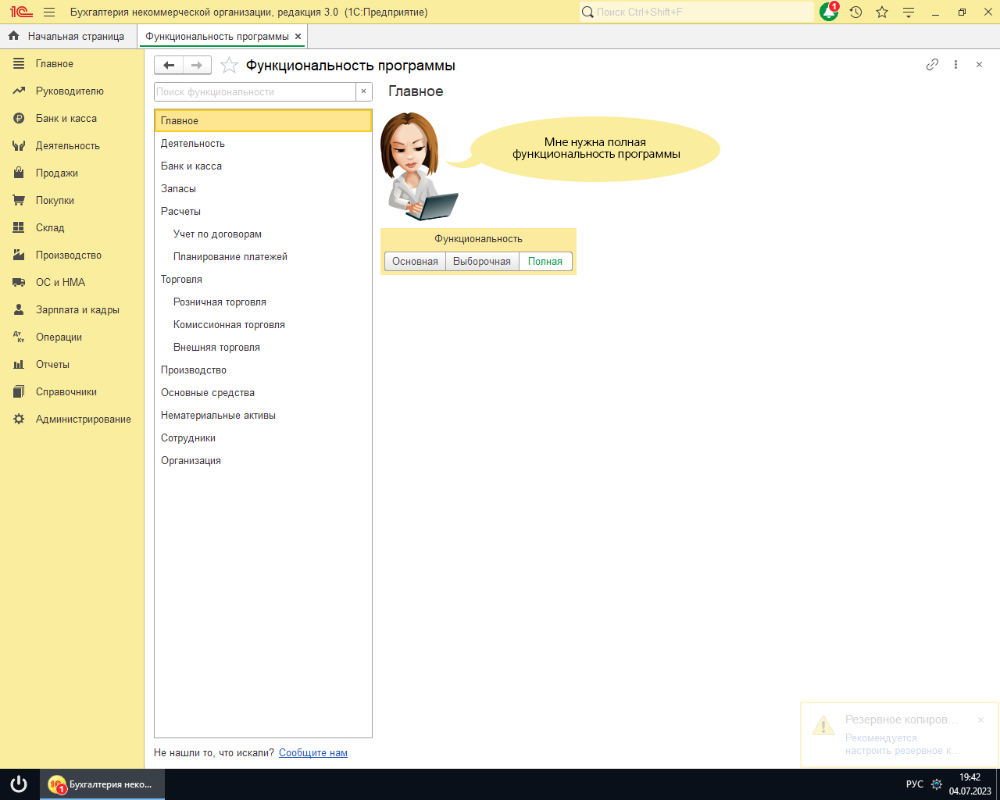 Бухгалтерия некоммерческой организации, редакция 3.0 (1С:Предприятие)
Поиск Ctrl+Shift+F
1
Начальная страница
Функциональность программы
Главное
Руководителю
Банк и касса
Деятельность
Продажи
Покупки
Склад
Производство
ОС и НМА
Зарплата и кадры
Операции
Отчеты
Справочники
Администрирование
Функциональность программы
Поиск функциональности
Главное
Деятельность
Банк и касса
Запасы
Расчеты
Учет по договорам
Планирование платежей
Торговля
Розничная торговля
Комиссионная торговля
Внешняя торговля
Производство
Основные средства
Нематериальные активы
Сотрудники
Организация
Не нашли то, что искали? Сообщите нам
Главное
Мне нужна полная
функциональность программы
Функциональность
Основная Выборочная Полная
Резервное копиров...
Рекомендуется
настроить резервное к...
1
Бухгалтерия неко...
РУС
19:42
04.07.2023